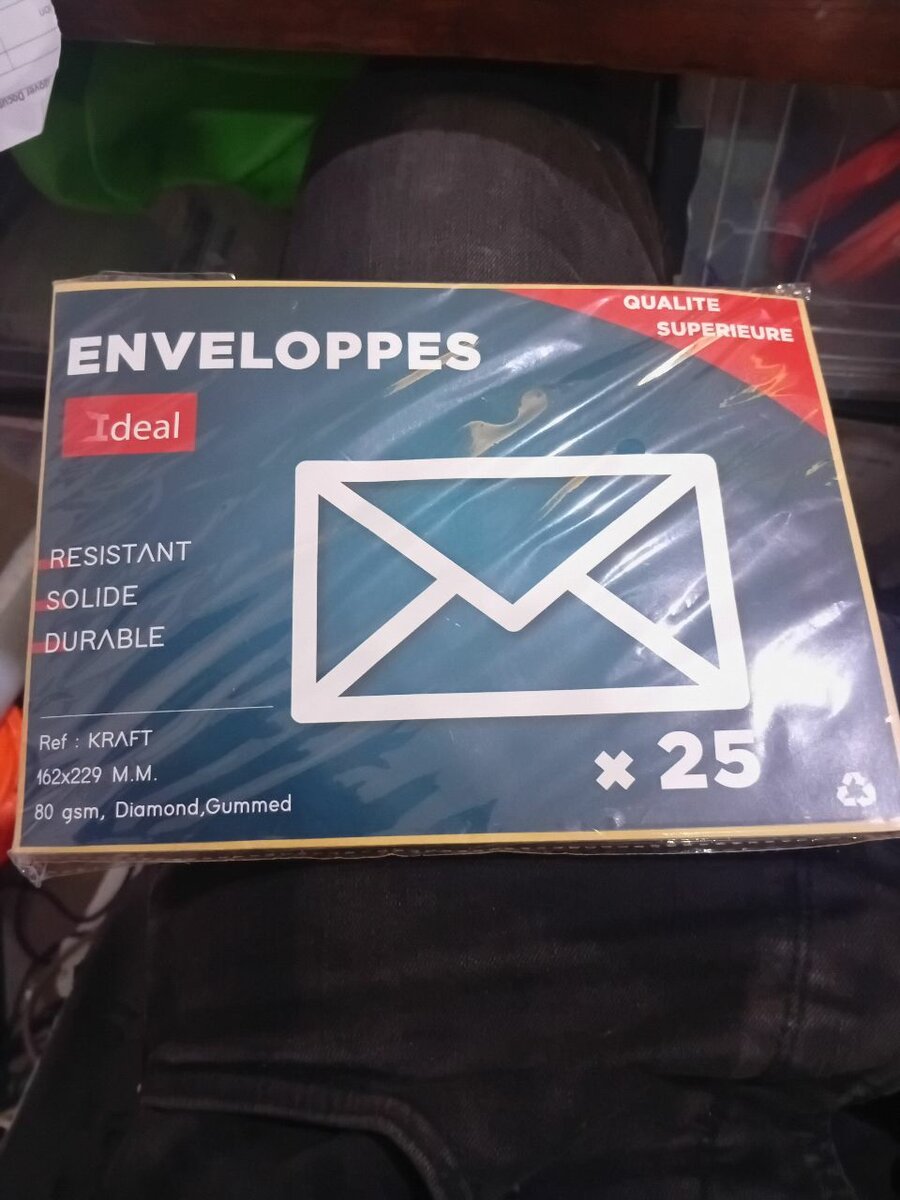 QUALITE
SUPERIEURE
ENVELOPPES
Ideal
RESISTANT
SOLIDE
DURABLE
Ref : KRAFT
162x229 M.M.
80 gsm, Diamond,Gummed
× 25